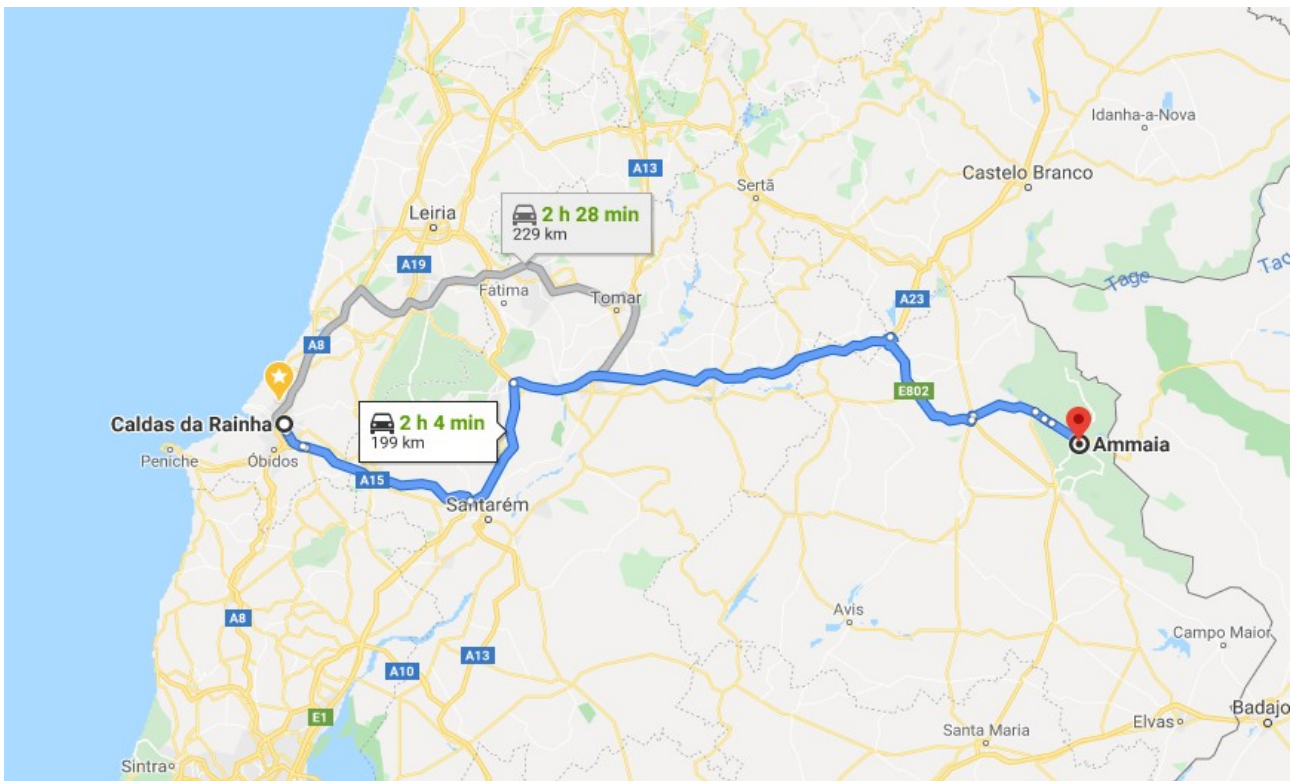 Idanha-a-Nova
A13
Castelo Branco
Sertã
Leiria
2 h 28 min
229 km
A19
Fatima
Tomar
Tage
A23
A8
E802
Caldas da Rainha
2 h 4 min
199 km
Ammaia
Peniche
Óbidos
A15
Santarém
Avis
A8
Campo Maior
A10
A13
E1
Badajo
Santa Maria
Elvas
Sintra